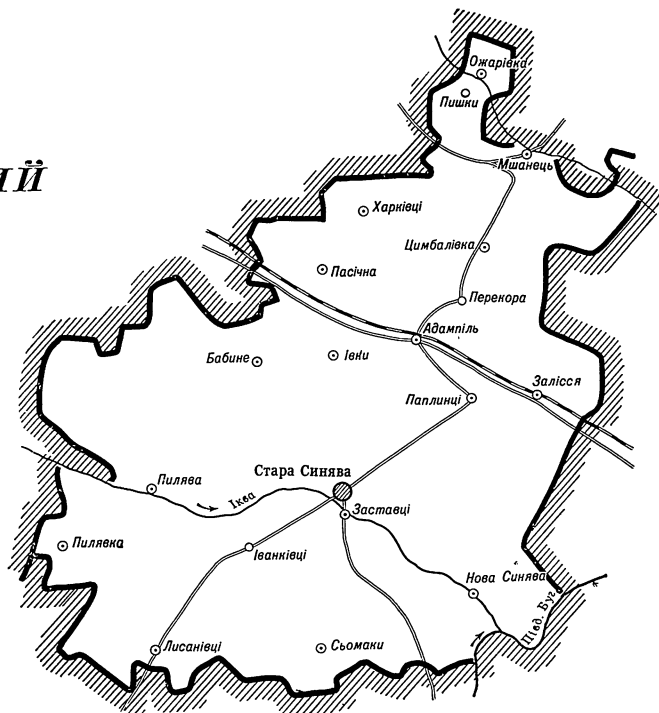 Ожарівка
Пишки
Мшанець
ИЙ
Харківці
Цимбалівка
Пасічна
Перекора
Адампіль
Бабине
Івки
Залісся
Паплинці
Стара Синява
Пилява
Іква
Заставці
Пилявка
Іванківці
Нова Синява
Півд. Буг
Лисанівці
Сьомаки